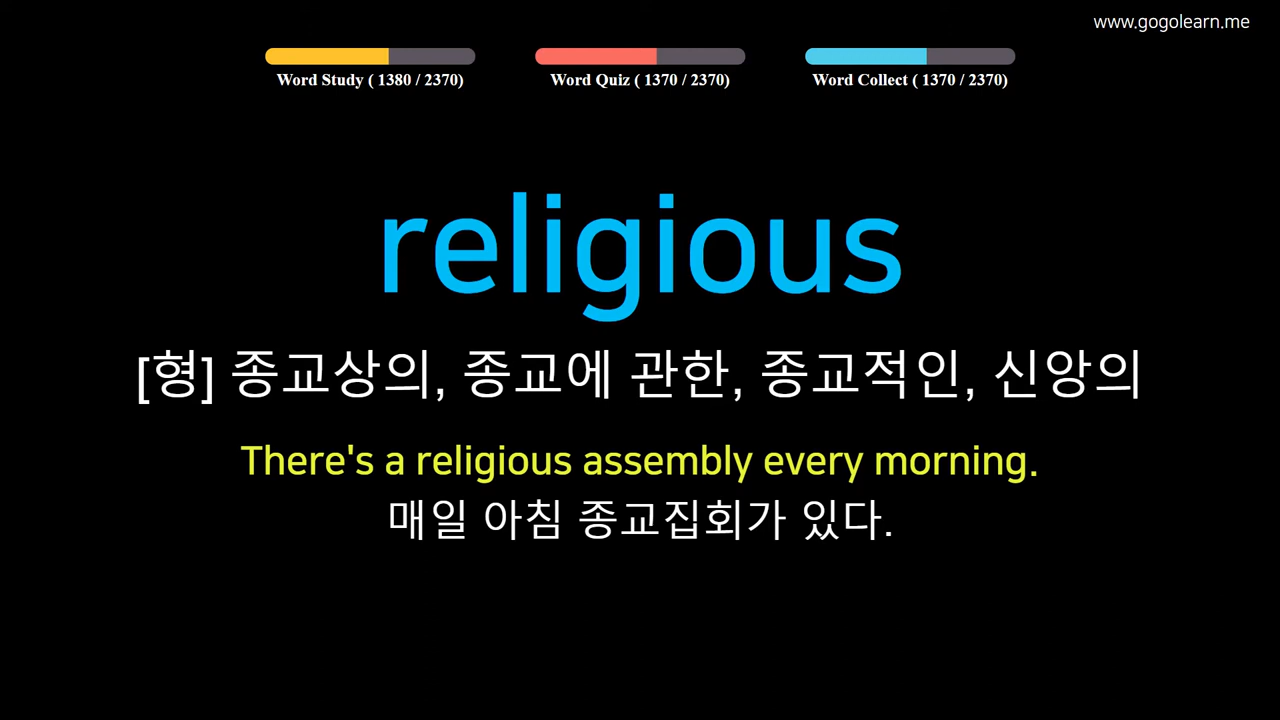 www.gogolearn.me
Word Study ( 1380 / 2370)
Word Quiz ( 1370 / 2370)
Word Collect ( 1370 / 2370)
religious
[형] 종교상의, 종교에 관한, 종교적인, 신앙의
There's a religious assembly every morning.
매일 아침 종교집회가 있다.